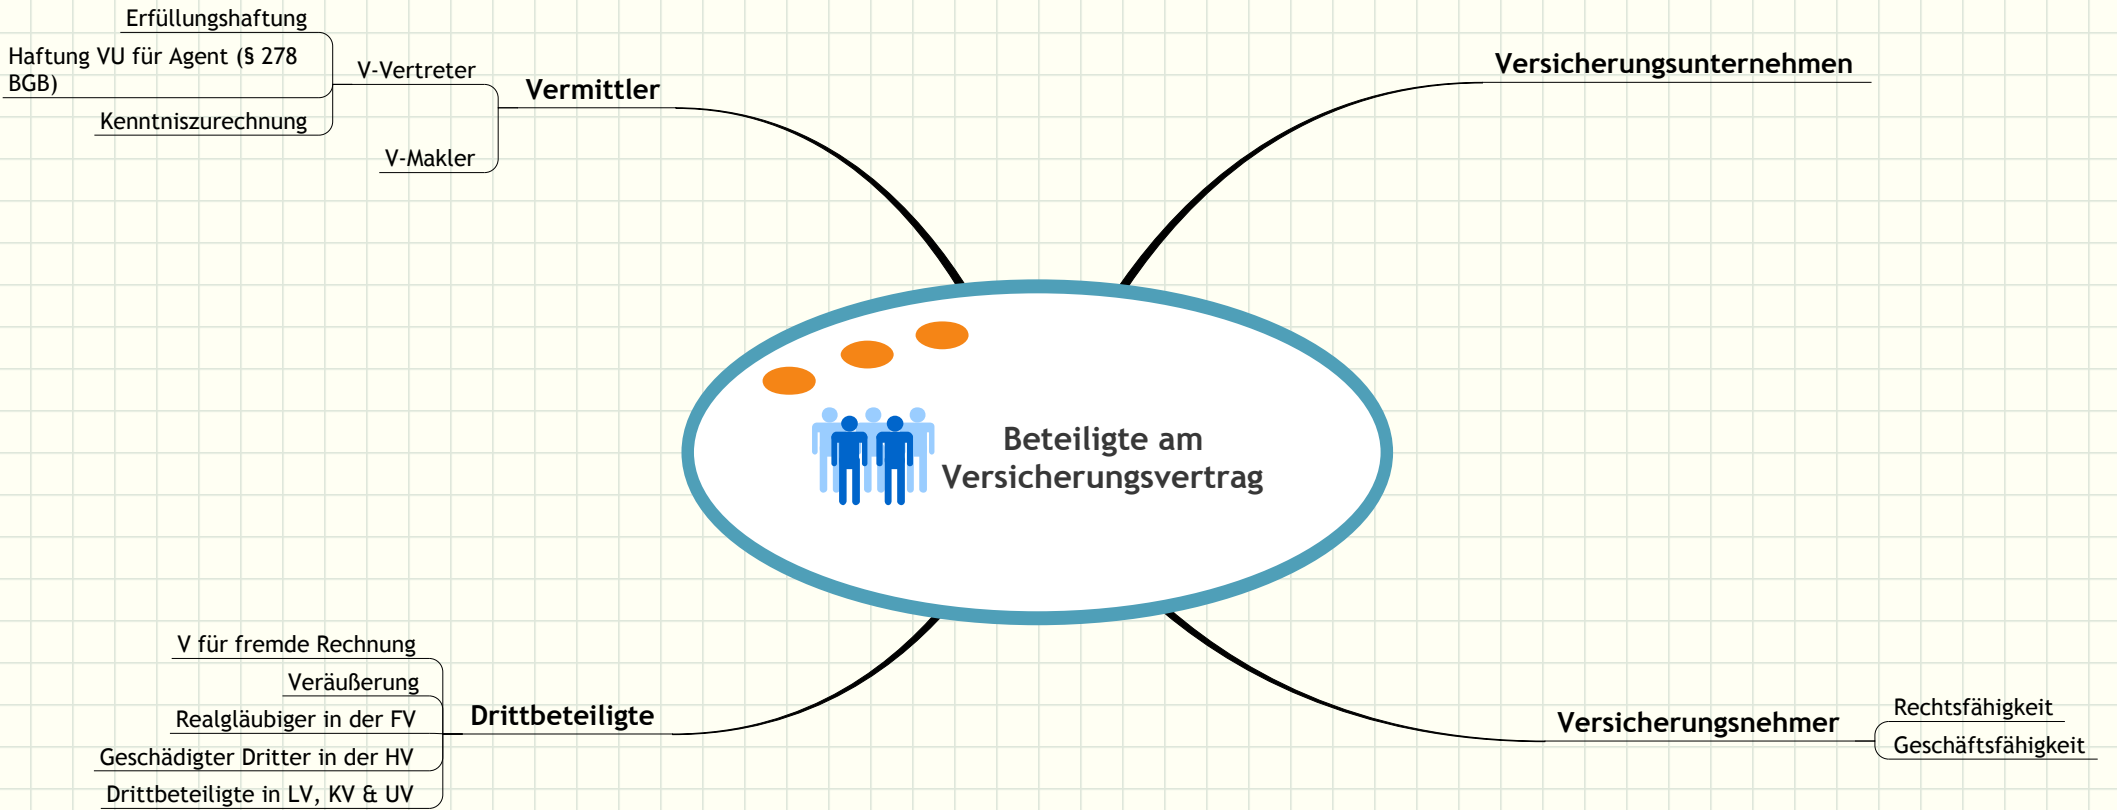 Erfüllungshaftung
Haftung VU für Agent (§ 278
BGB)
Kenntniszurechnung
V-Vertreter
V-Makler
Vermittler
Versicherungsunternehmen
Beteiligte am
Versicherungsvertrag
V für fremde Rechnung
Veräußerung
Realgläubiger in der FV
Geschädigter Dritter in der HV
Drittbeteiligte in LV, KV & UV
Drittbeteiligte
Versicherungsnehmer
Rechtsfähigkeit
Geschäftsfähigkeit